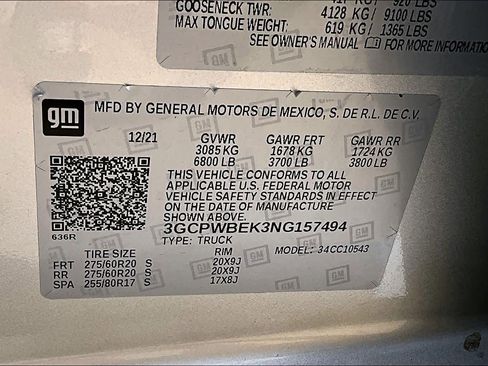 GOOSENECK TWR: 4128 KG/ 9100 LBS
MAX TONGUE WEIGHT: 619 KG/ 1365 LBS
SEE OWNER'S MANUAL FOR MORE INFORMATION
gm
MFD BY GENERAL MOTORS DE MEXICO, S. DE R.L. DE C.V.
12/21 GVWR GAWR FRT GAWR RR
3085 KG 1678 KG 1724 KG
6800 LB 3700 LB 3800 LB
THIS VEHICLE CONFORMS TO ALL
APPLICABLE U.S. FEDERAL MOTOR
VEHICLE SAFETY STANDARDS IN EFFECT
ON THE DATE OF MANUFACTURE SHOWN
ABOVE.
636R
3GCPWBEK3NG157494
TYPE: TRUCK MODEL: 34CC10543
TIRE SIZE RIM
FRT 275/60R20 S 20X9J
RR 275/60R20 S 20X9J
SPA 255/80R17 S 17X8J